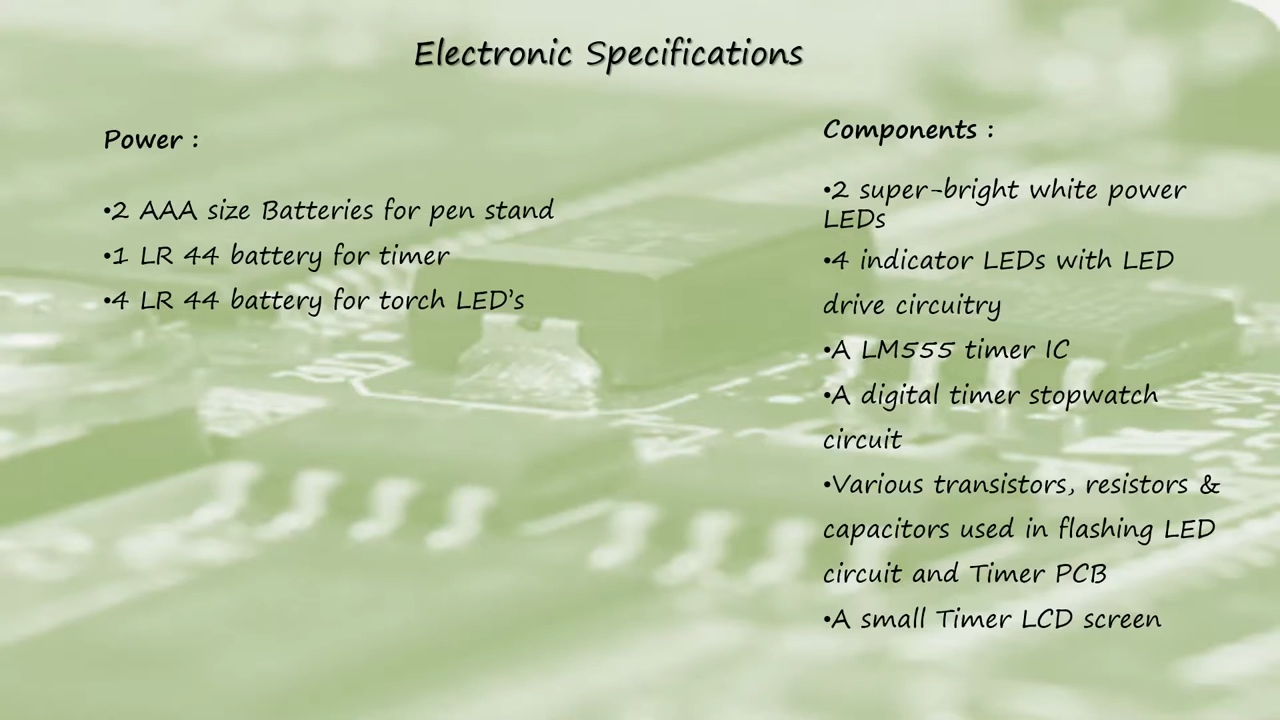 Electronic Specifications
Power :
•2 AAA size Batteries for pen stand
•1 LR 44 battery for timer
•4 LR 44 battery for torch LED’s
Components :
•2 super-bright white power
LEDs
•4 indicator LEDs with LED
drive circuitry
•A LM555 timer IC
•A digital timer stopwatch
circuit
•Various transistors, resistors &
capacitors used in flashing LED
circuit and Timer PCB
•A small Timer LCD screen